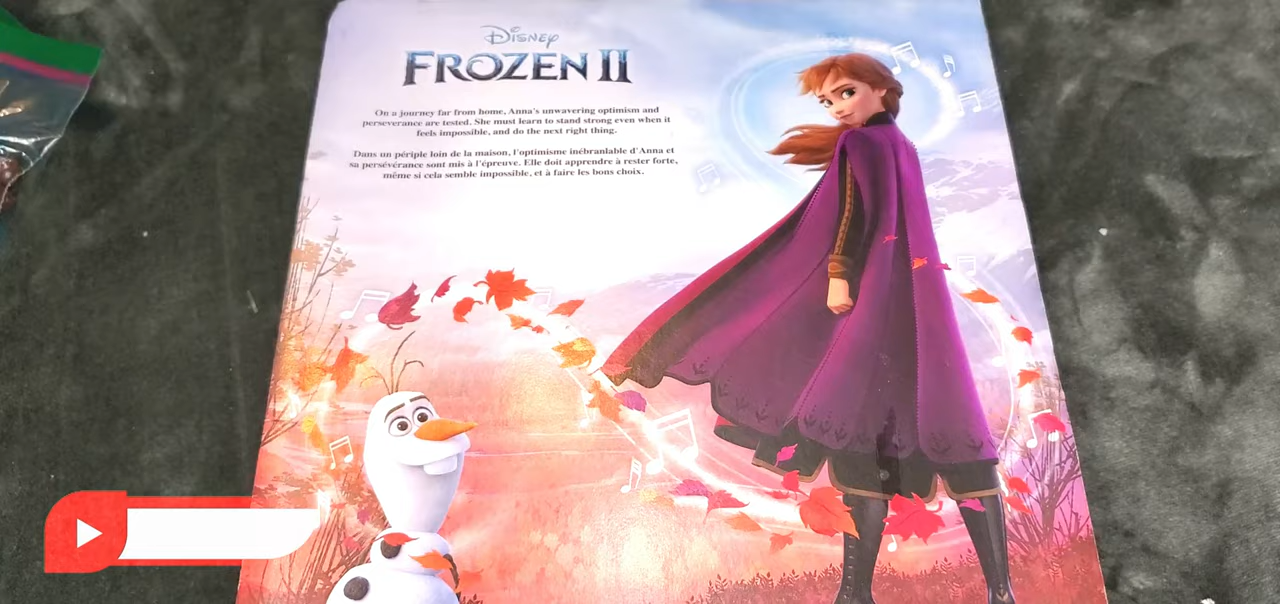 Disney
FROZEN II
On a journey far from home, Anna's unwavering optimism and
perseverance are tested. She must learn to stand strong even when it
feels impossible, and do the next right thing.
Dans un périple loin de la maison, l'optimisme inébranlable d'Anna et
sa persévérance sont mis à l'épreuve. Elle doit apprendre à rester forte,
même si cela semble impossible, et à faire les bons choix.